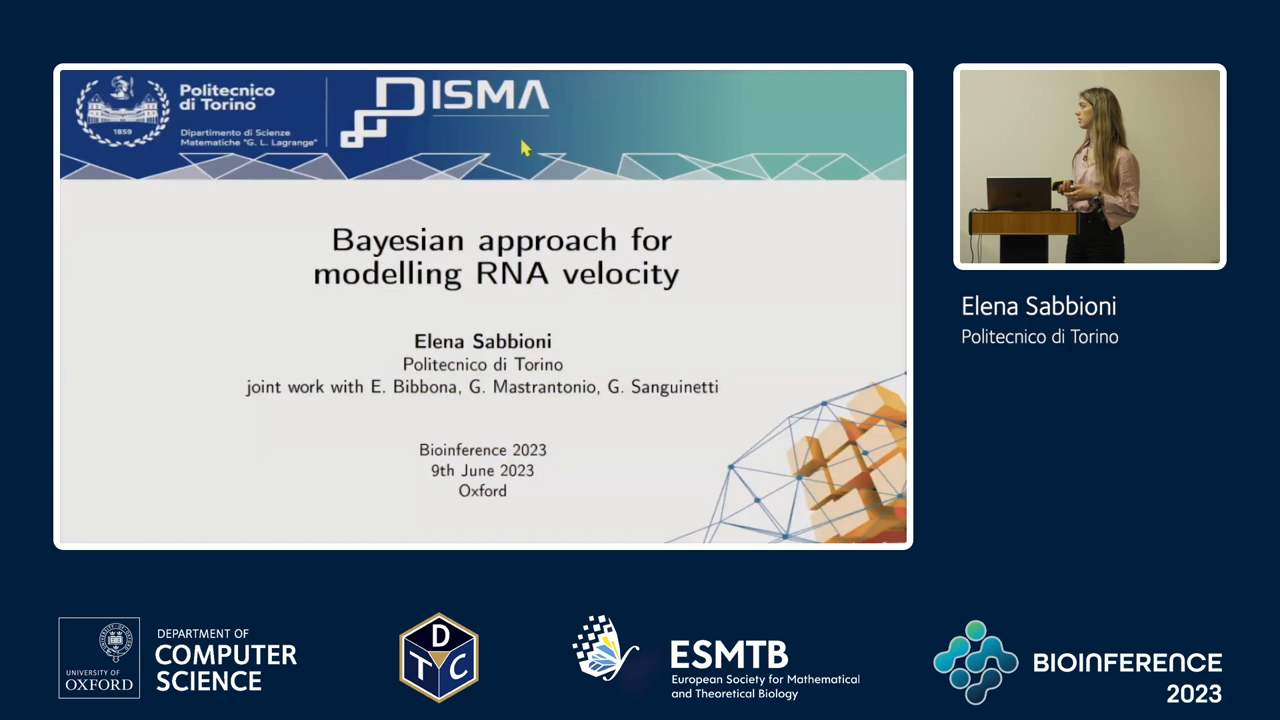 Politecnico
di Torino
1859
Dipartimento di Scienze
Matematiche "G. L. Lagrange"
DISMA
Bayesian approach for
modelling RNA velocity
Elena Sabbioni
Politecnico di Torino
joint work with E. Bibbona, G. Mastrantonio, G. Sanguinetti
Bioinference 2023
9th June 2023
Oxford
Elena Sabbioni
Politecnico di Torino
UNIVERSITY OF
OXFORD
DEPARTMENT OF
COMPUTER
SCIENCE
D
T C
ESMTB
European Society for Mathematical
and Theoretical Biology
BIOINFERENCE
2023